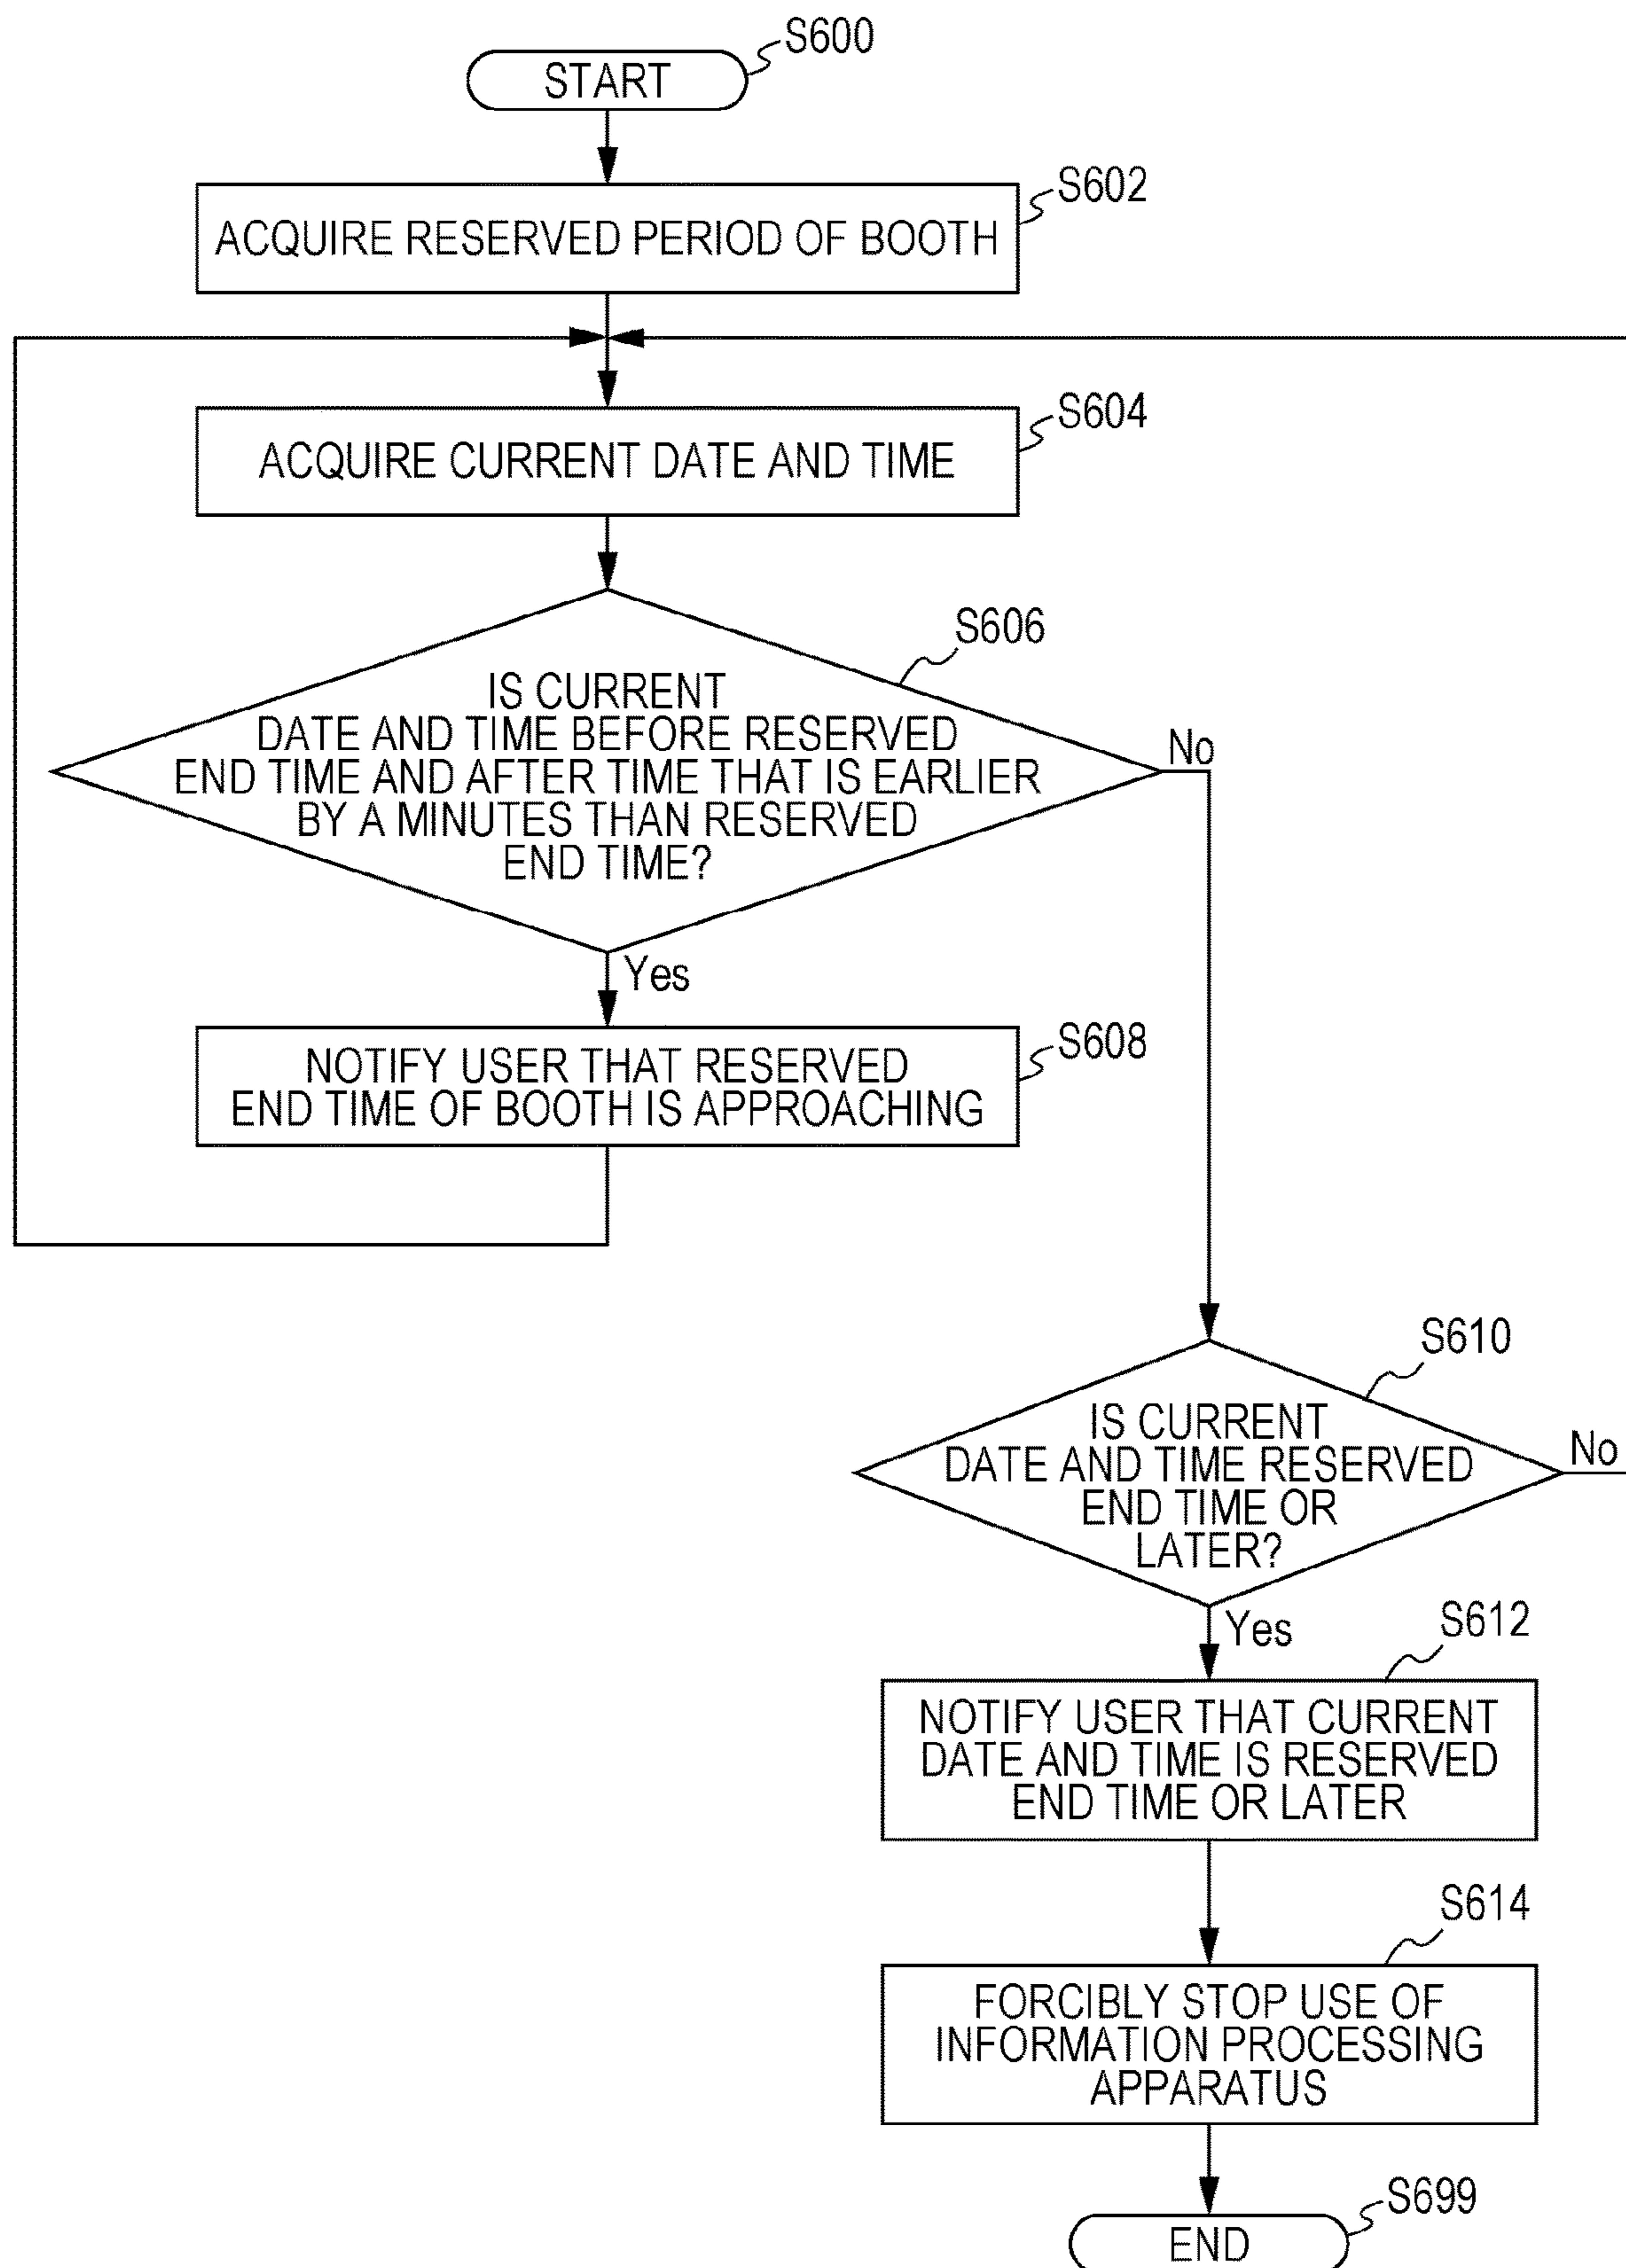 S600
START
S602
ACQUIRE RESERVED PERIOD OF BOOTH
S604
ACQUIRE CURRENT DATE AND TIME
S606
IS CURRENT
DATE AND TIME BEFORE RESERVED
END TIME AND AFTER TIME THAT IS EARLIER
BY A MINUTES THAN RESERVED
END TIME?
No
Yes
S608
NOTIFY USER THAT RESERVED
END TIME OF BOOTH IS APPROACHING
S610
IS CURRENT
DATE AND TIME RESERVED
END TIME OR
LATER?
No
Yes
S612
NOTIFY USER THAT CURRENT
DATE AND TIME IS RESERVED
END TIME OR LATER
S614
FORCIBLY STOP USE OF
INFORMATION PROCESSING
APPARATUS
S699
END